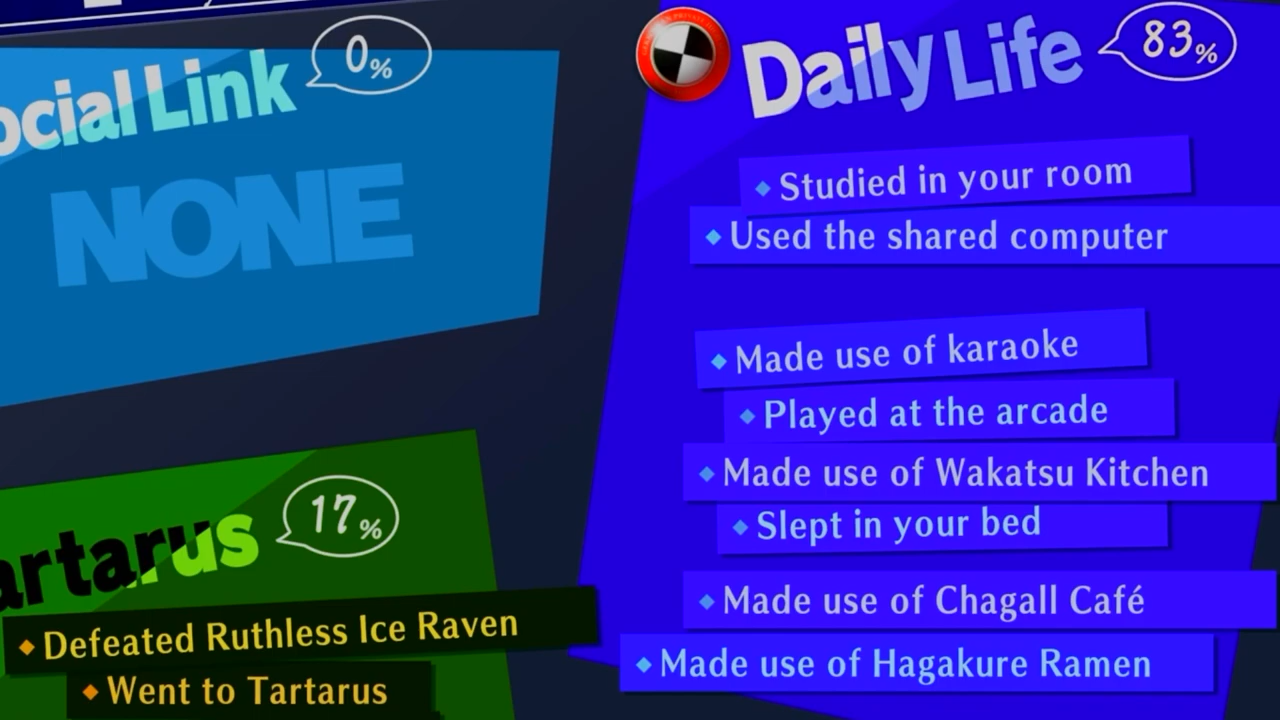 ocial Link
0%
NONE
artarus
17%
Defeated Ruthless Ice Raven
Went to Tartarus
Daily Life
83%
Studied in your room
Used the shared computer
Made use of karaoke
Played at the arcade
Made use of Wakatsu Kitchen
Slept in your bed
Made use of Chagall Café
Made use of Hagakure Ramen